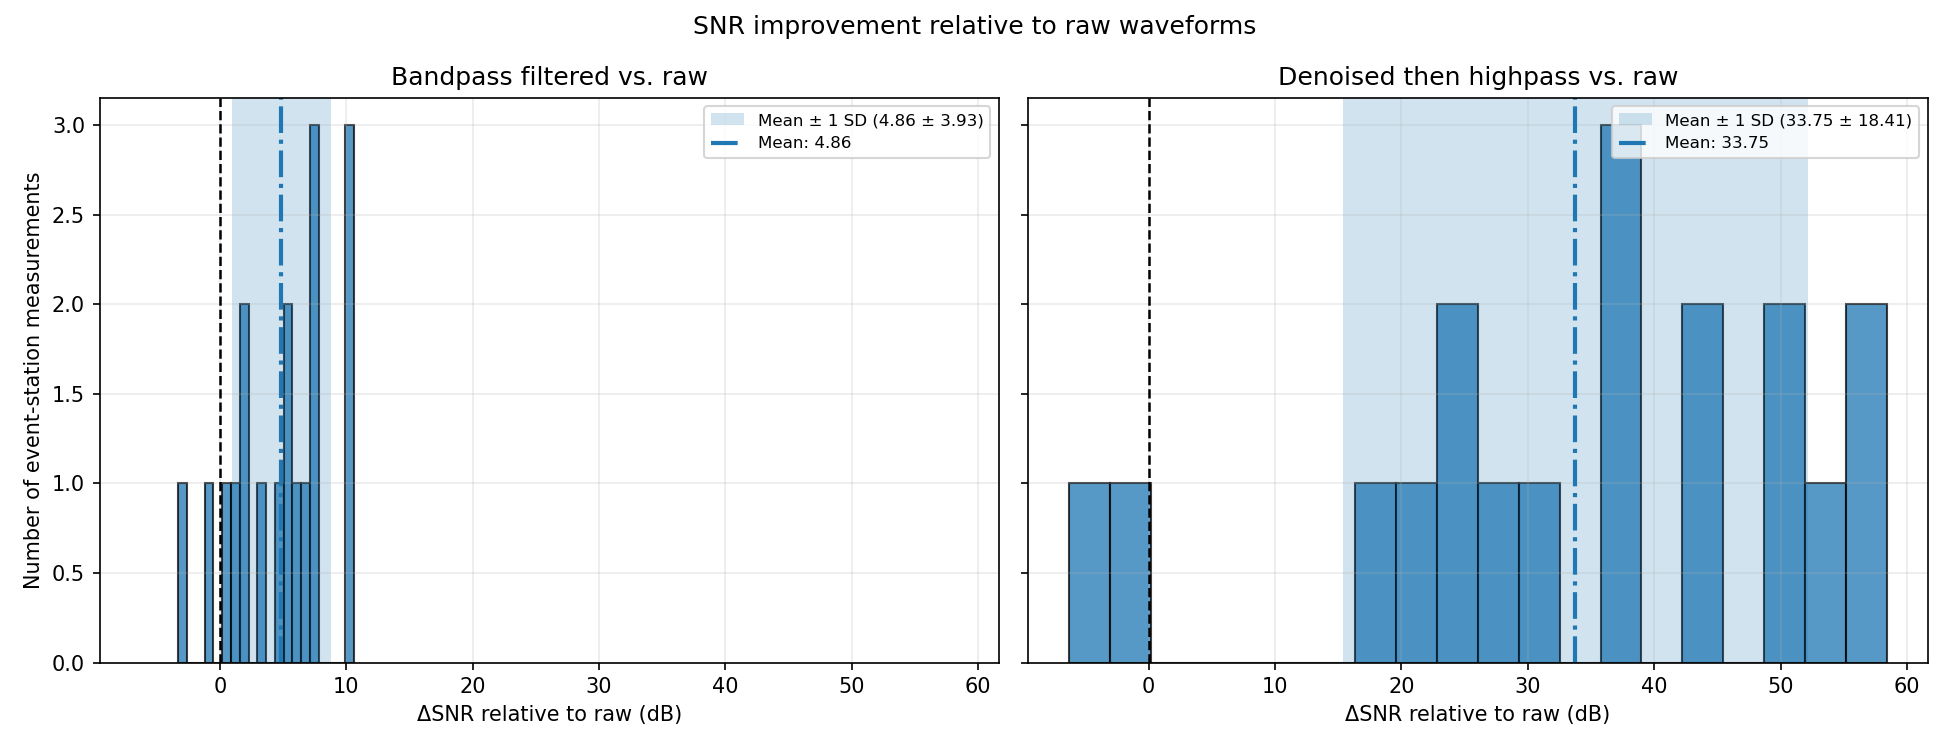 SNR improvement relative to raw waveforms
Bandpass filtered vs. raw
Mean ± 1 SD (4.86 ± 3.93)
Mean: 4.86
Number of event-station measurements
3.0
2.5
2.0
1.5
1.0
0.5
0.0
0 10 20 30 40 50 60
ΔSNR relative to raw (dB)
Denoised then highpass vs. raw
Mean ± 1 SD (33.75 ± 18.41)
Mean: 33.75
0 10 20 30 40 50 60
ΔSNR relative to raw (dB)